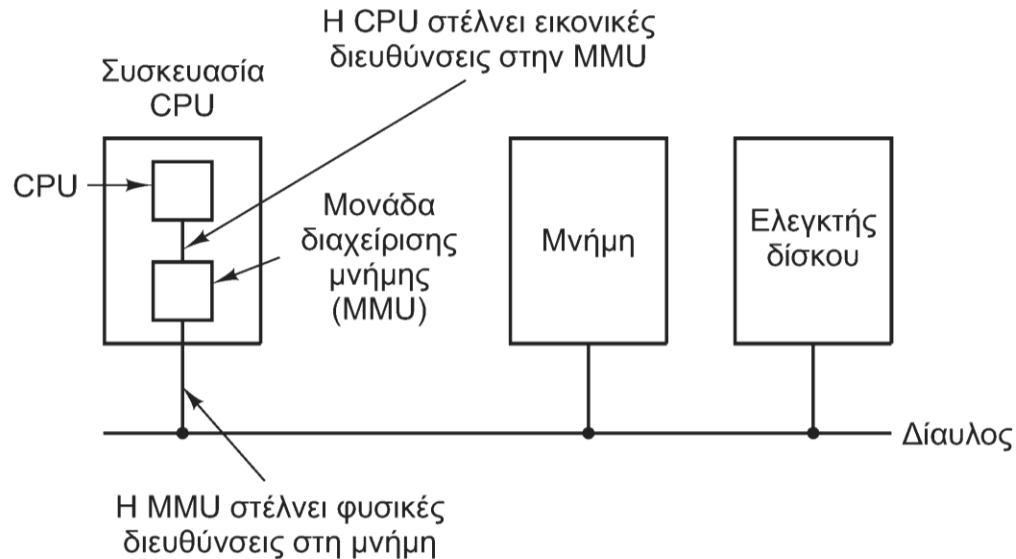 Η CPU στέλνει εικονικές
διευθύνσεις στην MMU
Συσκευασία
CPU
CPU
Μονάδα
διαχείρισης
μνήμης
(MMU)
Μνήμη
Ελεγκτής
δίσκου
Δίαυλος
Η MMU στέλνει φυσικές
διευθύνσεις στη μνήμη